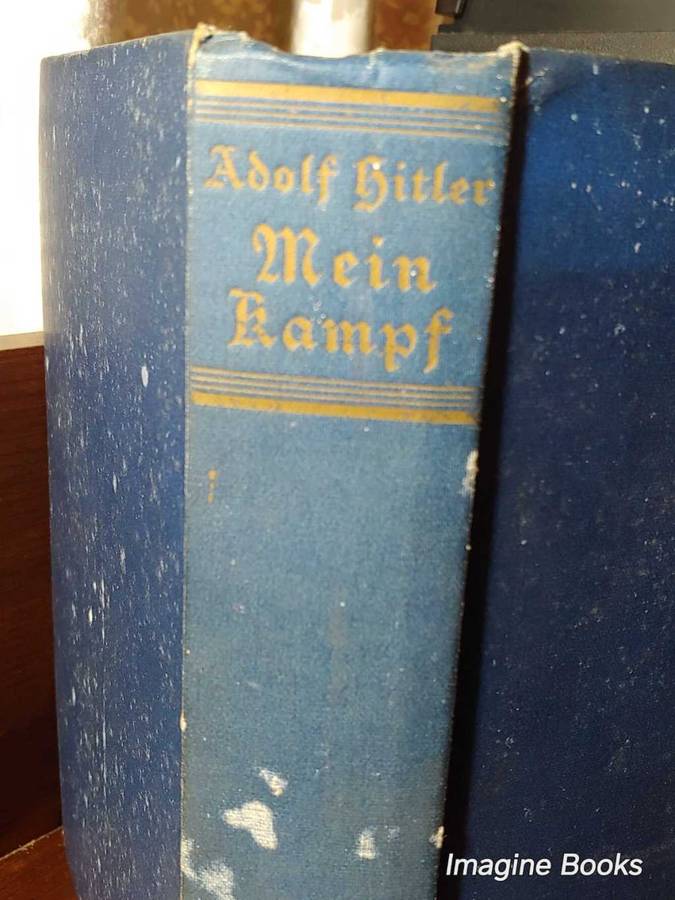 Adolf Hitler
Mein
Kampf
Imagine Books